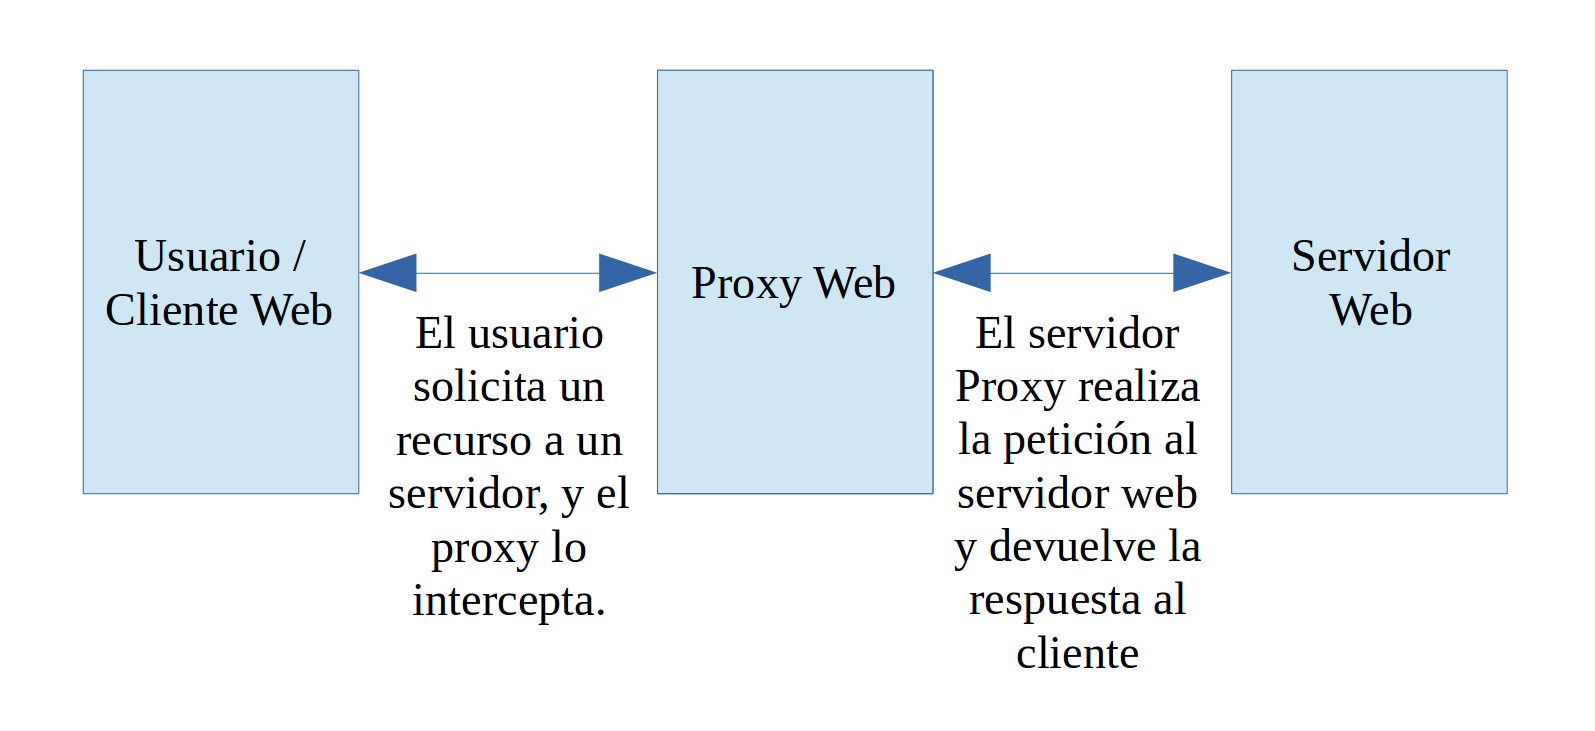 Usuario /
Cliente Web
El usuario
solicita un
recurso a un
servidor, y el
proxy lo
intercepta.
Proxy Web
El servidor
Proxy realiza
la petición al
servidor web
y devuelve la
respuesta al
cliente
Servidor
Web